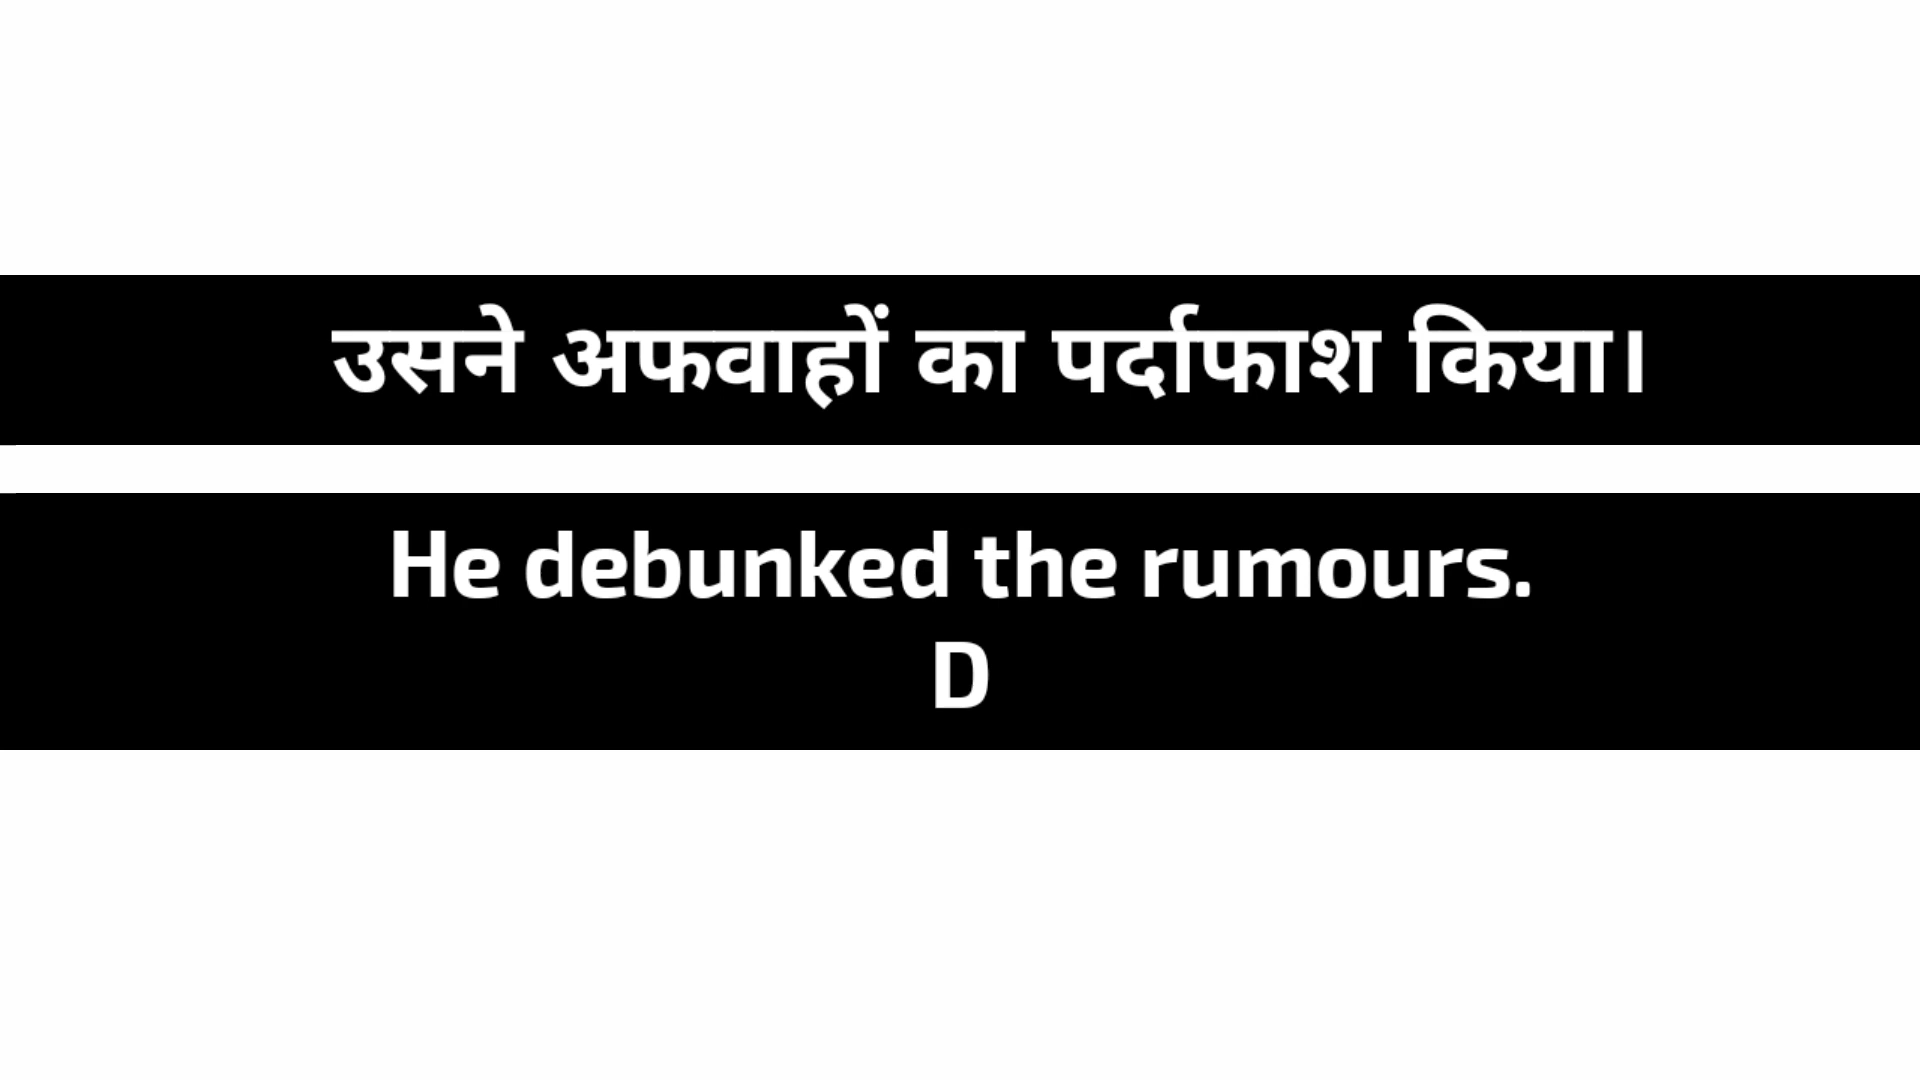 उसने अफवाहों का पर्दाफाश किया।
He debunked the rumours.
D